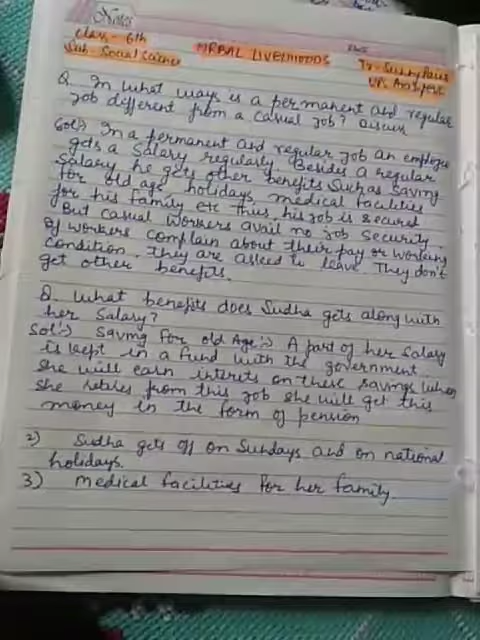 Notes
Class - 6th
Sub - Social Science
URBAN LIVELIHOODS
Q. In what ways is a permanent and regular
job different from a casual job? discuss
Sol:) In a permanent and regular job an employee
gets a salary regularly Besides a regular
salary, he gets other benefits such as saving
for old age, holidays, medical facilities
for his family etc Thus, his job is secured
But casual workers avail no job security.
If workers complain about their pay or working
condition. They are asked to leave. They don't
get other benefits.
Q. What benefits does Sudha gets along with
her salary?
Sol:-) Saving for old Age:-) A part of her salary
is kept in a fund with the government.
She will earn interets on these savings when
she retires from this job she will get this
money in the form of pension
2) Sudha gets off on Sundays and on national
holidays.
3) medical facilities for her family.